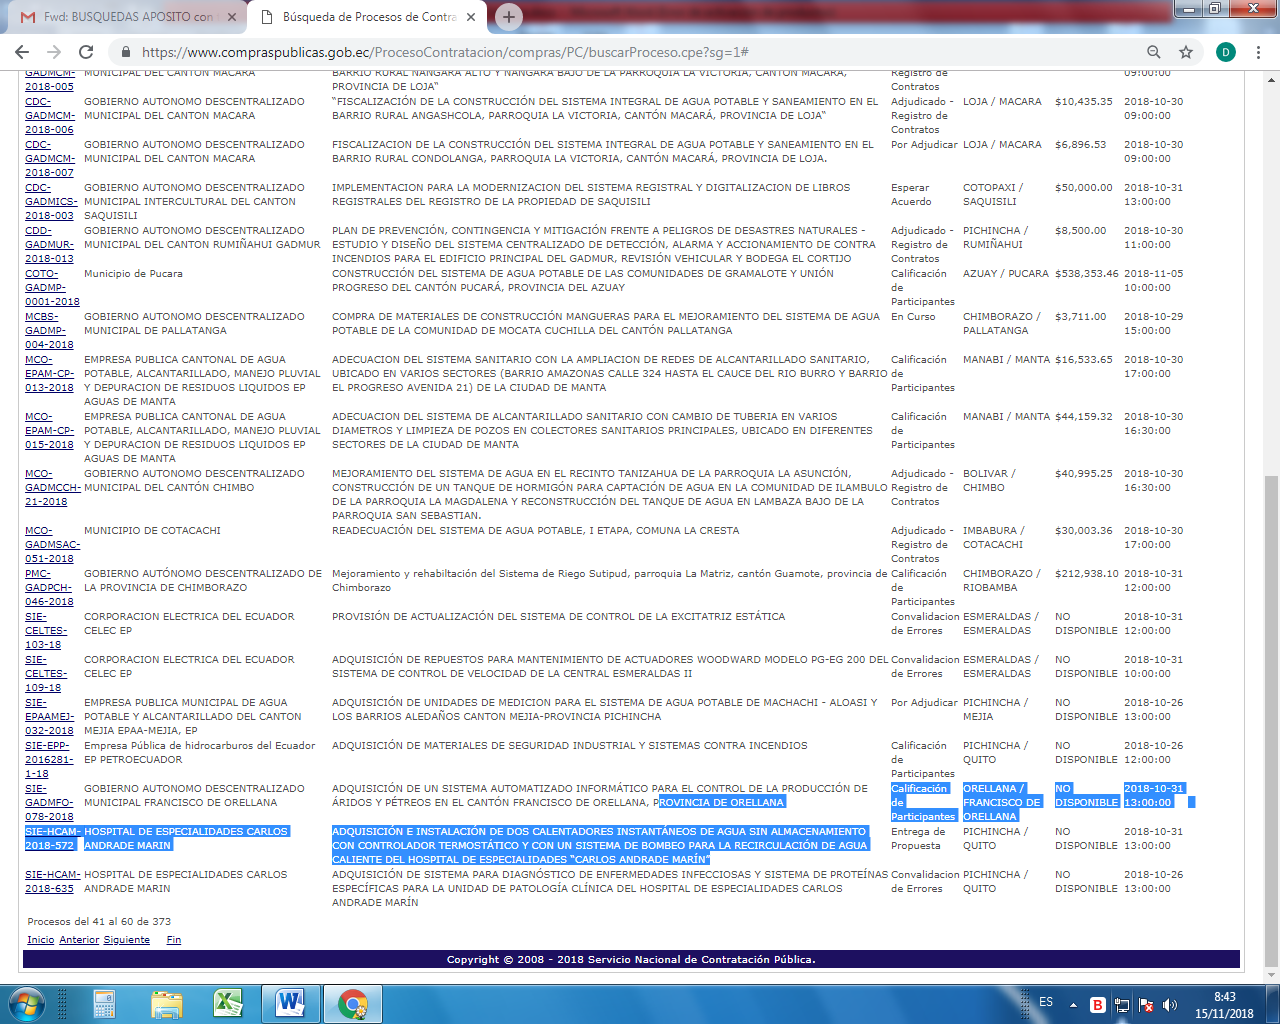 Fwd: BUSQUEDAS APOSITO con
Búsqueda de Procesos de Contra
https://www.compraspublicas.gob.ec/ProcesoContratacion/compras/PC/buscarProceso.cpe?sg=1#
D
GADMCM- MUNICIPAL DEL CANTON MACARA BARRIO RURAL NANGARA ALTO Y NANGARA BAJO DE LA PARROQUIA LA VICTORIA, CANTÓN MACARÁ, Registro de 09:00:00
2018-005 PROVINCIA DE LOJA" Contratos
CDC- GOBIERNO AUTONOMO DESCENTRALIZADO "FISCALIZACIÓN DE LA CONSTRUCCIÓN DEL SISTEMA INTEGRAL DE AGUA POTABLE Y SANEAMIENTO EN EL Adjudicado - LOJA / MACARA $10,435.35 2018-10-30
GADMCM- MUNICIPAL DEL CANTON MACARA BARRIO RURAL ANGASHCOLA, PARROQUIA LA VICTORIA, CANTÓN MACARÁ, PROVINCIA DE LOJA" Registro de 09:00:00
2018-006 Contratos
CDC- GOBIERNO AUTONOMO DESCENTRALIZADO FISCALIZACION DE LA CONSTRUCCIÓN DEL SISTEMA INTEGRAL DE AGUA POTABLE Y SANEAMIENTO EN EL Por Adjudicar LOJA / MACARA $6,896.53 2018-10-30
GADMCM- MUNICIPAL DEL CANTON MACARA BARRIO RURAL CONDOLANGA, PARROQUIA LA VICTORIA, CANTÓN MACARÁ, PROVINCIA DE LOJA. 09:00:00
2018-007
CDC- GOBIERNO AUTONOMO DESCENTRALIZADO IMPLEMENTACION PARA LA MODERNIZACION DEL SISTEMA REGISTRAL Y DIGITALIZACION DE LIBROS Esperar COTOPAXI / $50,000.00 2018-10-31
GADMICS- MUNICIPAL INTERCULTURAL DEL CANTON REGISTRALES DEL REGISTRO DE LA PROPIEDAD DE SAQUISILI Acuerdo SAQUISILI 13:00:00
2018-003 SAQUISILI
CDD- GOBIERNO AUTONOMO DESCENTRALIZADO PLAN DE PREVENCIÓN, CONTINGENCIA Y MITIGACIÓN FRENTE A PELIGROS DE DESASTRES NATURALES - Adjudicado - PICHINCHA / $8,500.00 2018-10-30
GADMUR- MUNICIPAL DEL CANTON RUMIÑAHUI GADMUR ESTUDIO Y DISEÑO DEL SISTEMA CENTRALIZADO DE DETECCIÓN, ALARMA Y ACCIONAMIENTO DE CONTRA Registro de RUMIÑAHUI 11:00:00
2018-013 INCENDIOS PARA EL EDIFICIO PRINCIPAL DEL GADMUR, REVISIÓN VEHICULAR Y BODEGA EL CORTIJO Contratos
COTO- Municipio de Pucara CONSTRUCCIÓN DEL SISTEMA DE AGUA POTABLE DE LAS COMUNIDADES DE GRAMALOTE Y UNIÓN Calificación AZUAY / PUCARA $538,353.46 2018-11-05
GADMP- PROGRESO DEL CANTÓN PUCARÁ, PROVINCIA DEL AZUAY de 10:00:00
0001-2018 Participantes
MCBS- GOBIERNO AUTONOMO DESCENTRALIZADO COMPRA DE MATERIALES DE CONSTRUCCIÓN MANGUERAS PARA EL MEJORAMIENTO DEL SISTEMA DE AGUA En Curso CHIMBORAZO / $3,711.00 2018-10-29
GADMP- MUNICIPAL DE PALLATANGA POTABLE DE LA COMUNIDAD DE MOCATA CUCHILLA DEL CANTÓN PALLATANGA PALLATANGA 15:00:00
004-2018
MCO- EMPRESA PUBLICA CANTONAL DE AGUA ADECUACION DEL SISTEMA SANITARIO CON LA AMPLIACION DE REDES DE ALCANTARILLADO SANITARIO, Calificación MANABI / MANTA $16,533.65 2018-10-30
EPAM-CP- POTABLE, ALCANTARILLADO, MANEJO PLUVIAL UBICADO EN VARIOS SECTORES (BARRIO AMAZONAS CALLE 324 HASTA EL CAUCE DEL RIO BURRO Y BARRIO de 17:00:00
013-2018 Y DEPURACION DE RESIDUOS LIQUIDOS EP EL PROGRESO AVENIDA 21) DE LA CIUDAD DE MANTA Participantes
AGUAS DE MANTA
MCO- EMPRESA PUBLICA CANTONAL DE AGUA ADECUACION DEL SISTEMA DE ALCANTARILLADO SANITARIO CON CAMBIO DE TUBERIA EN VARIOS Calificación MANABI / MANTA $44,159.32 2018-10-30
EPAM-CP- POTABLE, ALCANTARILLADO, MANEJO PLUVIAL DIAMETROS Y LIMPIEZA DE POZOS EN COLECTORES SANITARIOS PRINCIPALES, UBICADO EN DIFERENTES de 16:30:00
015-2018 Y DEPURACION DE RESIDUOS LIQUIDOS EP SECTORES DE LA CIUDAD DE MANTA Participantes
AGUAS DE MANTA
MCO- GOBIERNO AUTONOMO DESCENTRALIZADO MEJORAMIENTO DEL SISTEMA DE AGUA EN EL RECINTO TANIZAHUA DE LA PARROQUIA LA ASUNCIÓN, Adjudicado - BOLIVAR / $40,995.25 2018-10-30
GADMCCH- MUNICIPAL DEL CANTÓN CHIMBO CONSTRUCCIÓN DE UN TANQUE DE HORMIGÓN PARA CAPTACIÓN DE AGUA EN LA COMUNIDAD DE ILAMBULO Registro de CHIMBO 16:30:00
21-2018 DE LA PARROQUIA LA MAGDALENA Y RECONSTRUCCIÓN DEL TANQUE DE AGUA EN LAMBAZA BAJO DE LA Contratos
PARROQUIA SAN SEBASTIAN.
MCO- MUNICIPIO DE COTACACHI READECUACIÓN DEL SISTEMA DE AGUA POTABLE, I ETAPA, COMUNA LA CRESTA Adjudicado - IMBABURA / $30,003.36 2018-10-30
GADMSAC- Registro de COTACACHI 17:00:00
051-2018 Contratos
PMC- GOBIERNO AUTÓNOMO DESCENTRALIZADO DE Mejoramiento y rehabiltación del Sistema de Riego Sutipud, parroquia La Matriz, cantón Guamote, provincia de Calificación CHIMBORAZO / $212,938.10 2018-10-31
GADPCH- LA PROVINCIA DE CHIMBORAZO Chimborazo de RIOBAMBA 12:00:00
046-2018 Participantes
SIE- CORPORACION ELECTRICA DEL ECUADOR PROVISIÓN DE ACTUALIZACIÓN DEL SISTEMA DE CONTROL DE LA EXCITATRIZ ESTÁTICA Convalidacion ESMERALDAS / NO 2018-10-31
CELTES- CELEC EP de Errores ESMERALDAS DISPONIBLE 12:00:00
103-18
SIE- CORPORACION ELECTRICA DEL ECUADOR ADQUISICIÓN DE REPUESTOS PARA MANTENIMIENTO DE ACTUADORES WOODWARD MODELO PG-EG 200 DEL Convalidacion ESMERALDAS / NO 2018-10-31
CELTES- CELEC EP SISTEMA DE CONTROL DE VELOCIDAD DE LA CENTRAL ESMERALDAS II de Errores ESMERALDAS DISPONIBLE 10:00:00
109-18
SIE- EMPRESA PUBLICA MUNICIPAL DE AGUA ADQUISICIÓN DE UNIDADES DE MEDICION PARA EL SISTEMA DE AGUA POTABLE DE MACHACHI - ALOASI Y Por Adjudicar PICHINCHA / NO 2018-10-26
EPAAMEJ- POTABLE Y ALCANTARILLADO DEL CANTON LOS BARRIOS ALEDAÑOS CANTON MEJIA-PROVINCIA PICHINCHA MEJIA DISPONIBLE 13:00:00
032-2018 MEJIA EPAA-MEJIA, EP
SIE-EPP- Empresa Pública de hidrocarburos del Ecuador ADQUISICIÓN DE MATERIALES DE SEGURIDAD INDUSTRIAL Y SISTEMAS CONTRA INCENDIOS Calificación PICHINCHA / NO 2018-10-26
2016281- EP PETROECUADOR de QUITO DISPONIBLE 12:00:00
1-18 Participantes
SIE- GOBIERNO AUTONOMO DESCENTRALIZADO ADQUISICIÓN DE UN SISTEMA AUTOMATIZADO INFORMÁTICO PARA EL CONTROL DE LA PRODUCCIÓN DE Calificación ORELLANA / NO 2018-10-31
GADMFO- MUNICIPAL FRANCISCO DE ORELLANA ÁRIDOS Y PÉTREOS EN EL CANTÓN FRANCISCO DE ORELLANA, PROVINCIA DE ORELLANA de FRANCISCO DE DISPONIBLE 13:00:00
078-2018 Participantes ORELLANA
SIE-HCAM- HOSPITAL DE ESPECIALIDADES CARLOS ADQUISICIÓN E INSTALACIÓN DE DOS CALENTADORES INSTANTÁNEOS DE AGUA SIN ALMACENAMIENTO Entrega de PICHINCHA / NO 2018-10-31
2018-572 ANDRADE MARIN CON CONTROLADOR TERMOSTÁTICO Y CON UN SISTEMA DE BOMBEO PARA LA RECIRCULACIÓN DE AGUA Propuesta QUITO DISPONIBLE 13:00:00
CALIENTE DEL HOSPITAL DE ESPECIALIDADES "CARLOS ANDRADE MARÍN"
SIE-HCAM- HOSPITAL DE ESPECIALIDADES CARLOS ADQUISICIÓN DE SISTEMA PARA DIAGNÓSTICO DE ENFERMEDADES INFECCIOSAS Y SISTEMA DE PROTEÍNAS Convalidacion PICHINCHA / NO 2018-10-26
2018-635 ANDRADE MARIN ESPECÍFICAS PARA LA UNIDAD DE PATOLOGÍA CLÍNICA DEL HOSPITAL DE ESPECIALIDADES CARLOS de Errores QUITO DISPONIBLE 13:00:00
ANDRADE MARÍN
Procesos del 41 al 60 de 373
Inicio Anterior Siguiente Fin
Copyright © 2008 - 2018 Servicio Nacional de Contratación Pública.
ES 8:43
15/11/2018